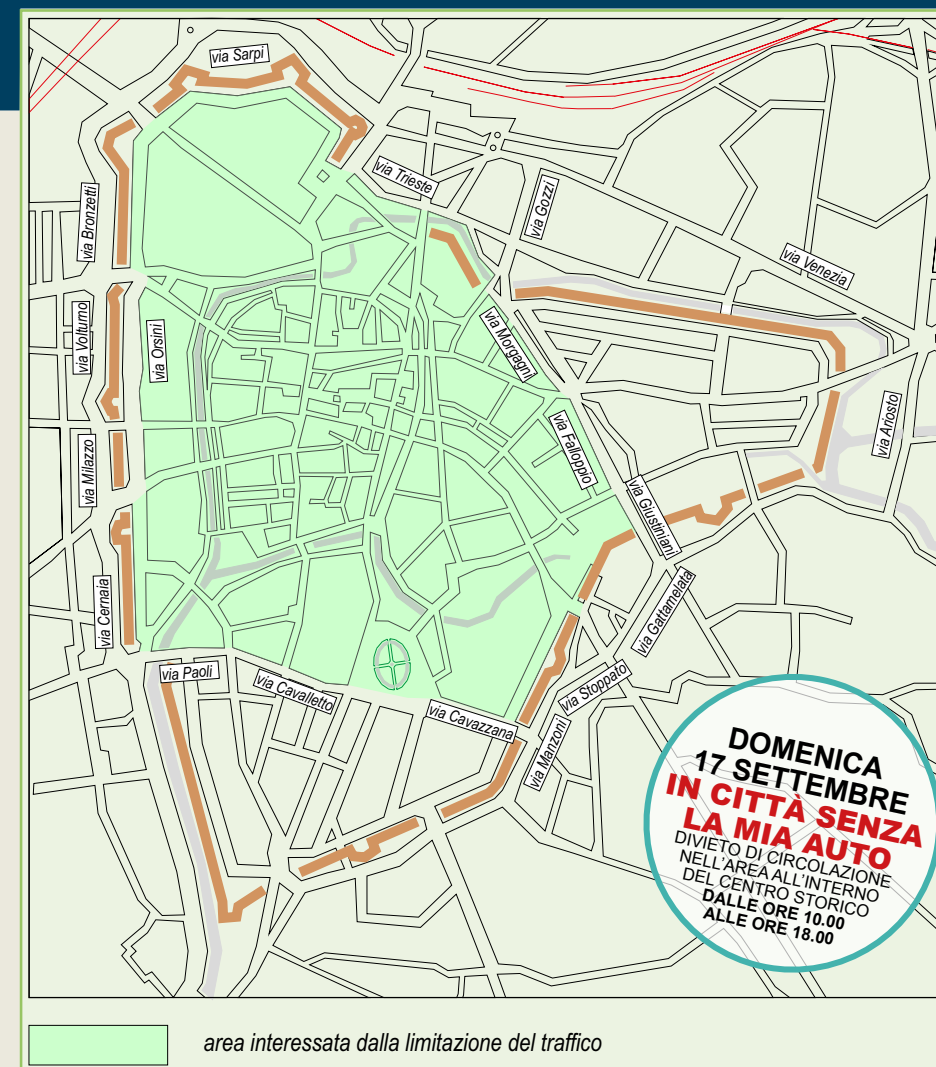 via Sarpi
via Trieste
via Gozzi
via Bronzetti
via Venezia
via Volturno
via Orsini
via Morgagni
via Ariosto
via Falloppio
via Milazzo
via Giustiniani
via Cernaia
via Gattamelata
via Paoli
via Cavalletto
via Stoppato
via Cavazzana
via Manzoni
DOMENICA
17 SETTEMBRE
IN CITTÀ SENZA
LA MIA AUTO
DIVIETO DI CIRCOLAZIONE
NELL'AREA ALL'INTERNO
DEL CENTRO STORICO
DALLE ORE 10.00
ALLE ORE 18.00
area interessata dalla limitazione del traffico